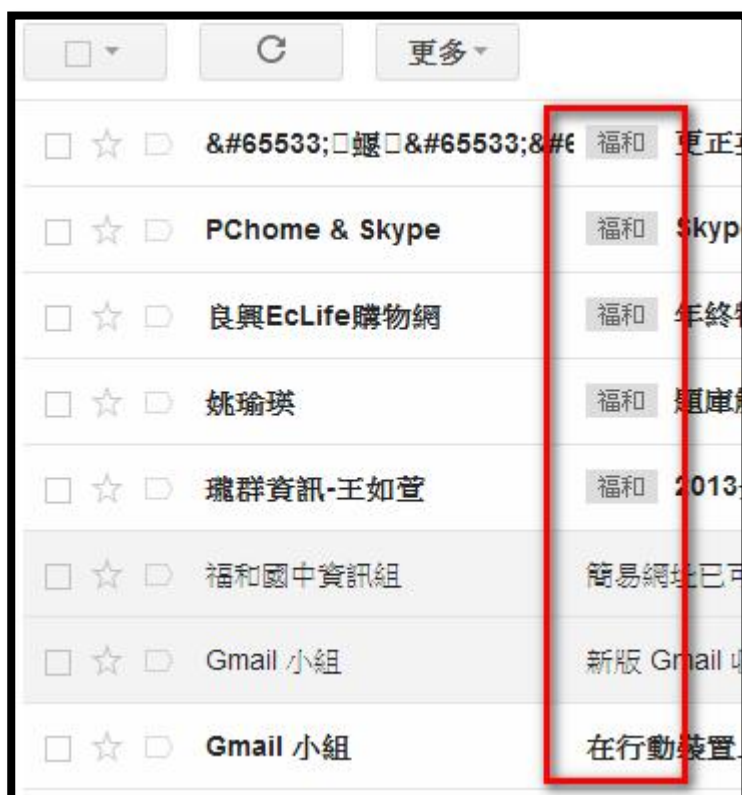 更多
&#65533;□蝘□&#65533;&#6 福和 更正
PChome & Skype 福和 Skyp
良興EcLife購物網 福和 年終
姚瑜瑛 福和 題庫
瓏群資訊-王如萱 福和 2013
福和國中資訊組 簡易網址已可
Gmail 小組 新版 Gmail 收
Gmail 小組 在行動裝置